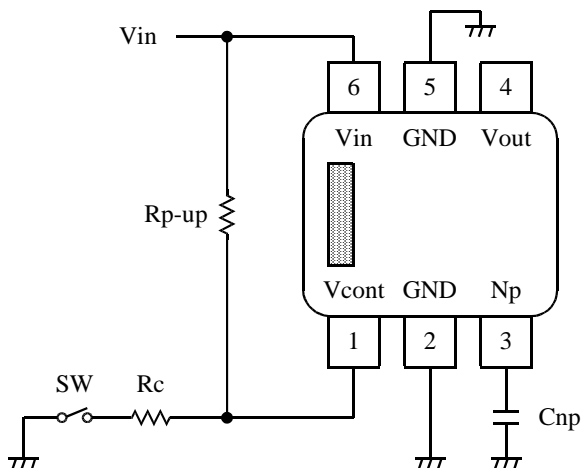 Vin
6 5 4
Vin GND Vout
Rp-up
Vcont GND Np
1 2 3
SW Rc
Cnp